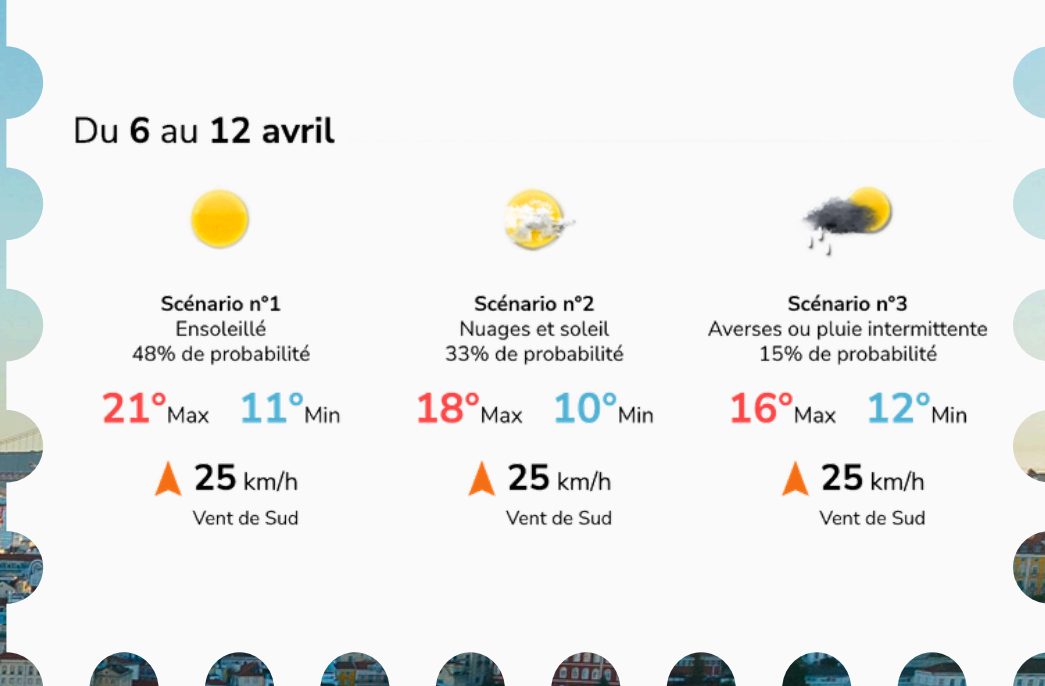 Du 6 au 12 avril
Scénario n°1
Ensoleillé
48% de probabilité
21°Max 11°Min
25 km/h
Vent de Sud
Scénario n°2
Nuages et soleil
33% de probabilité
18°Max 10°Min
25 km/h
Vent de Sud
Scénario n°3
Averses ou pluie intermittente
15% de probabilité
16°Max 12°Min
25 km/h
Vent de Sud